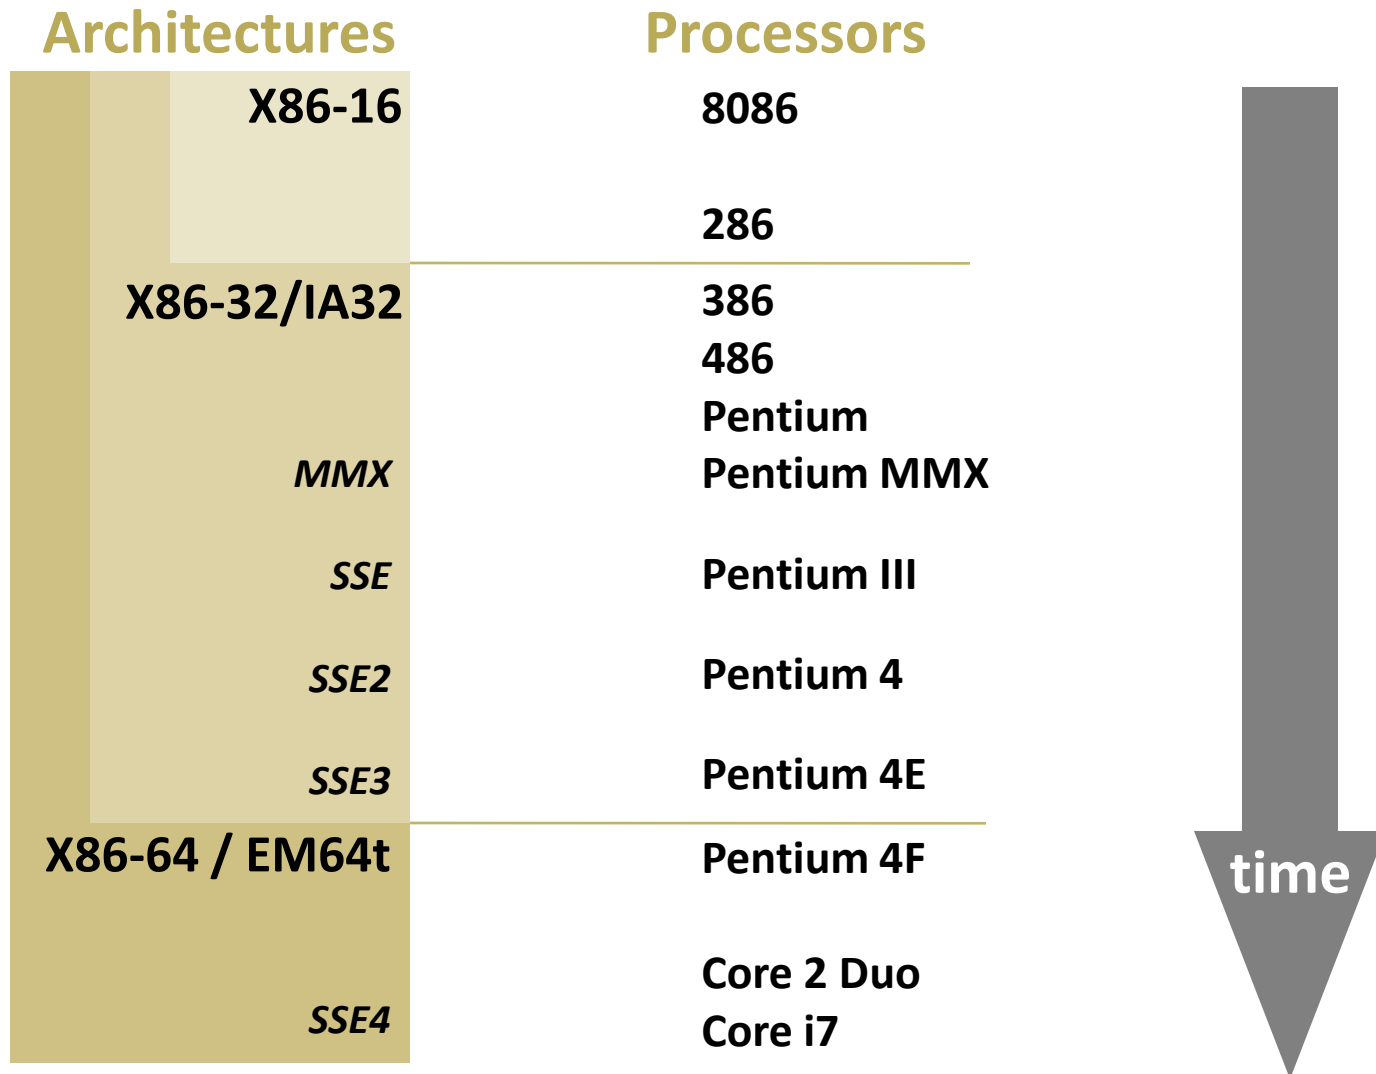 Architectures Processors
X86-16 8086
286
X86-32/IA32 386
486
Pentium
MMX Pentium MMX
SSE Pentium III
SSE2 Pentium 4
SSE3 Pentium 4E
X86-64 / EM64t Pentium 4F
time
Core 2 Duo
SSE4 Core i7